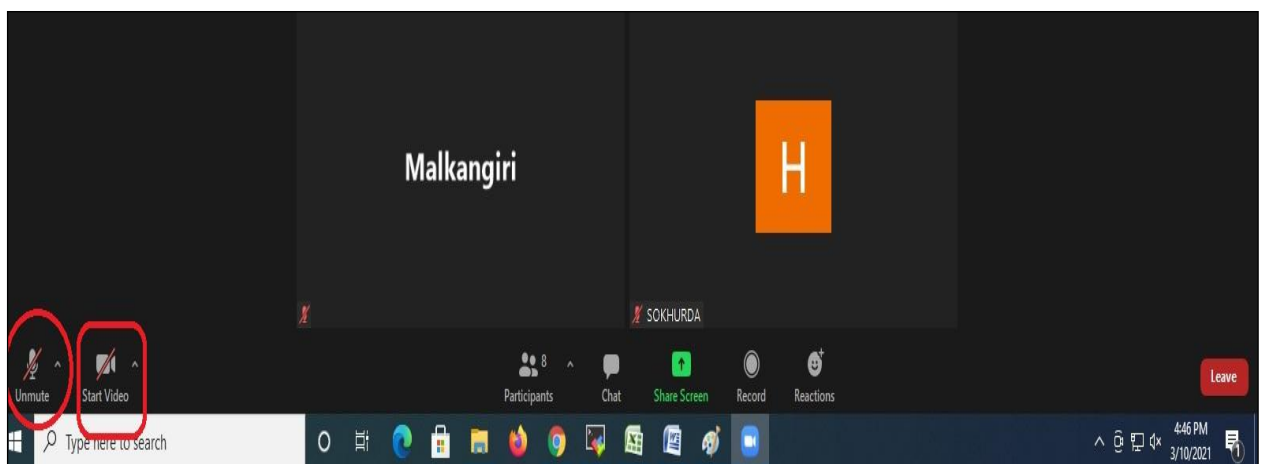 Malkangiri
H
SOKHURDA
Unmute
Start Video
8
Participants
Chat
Share Screen
Record
Reactions
Leave
Type here to search
4:46 PM
3/10/2021
1